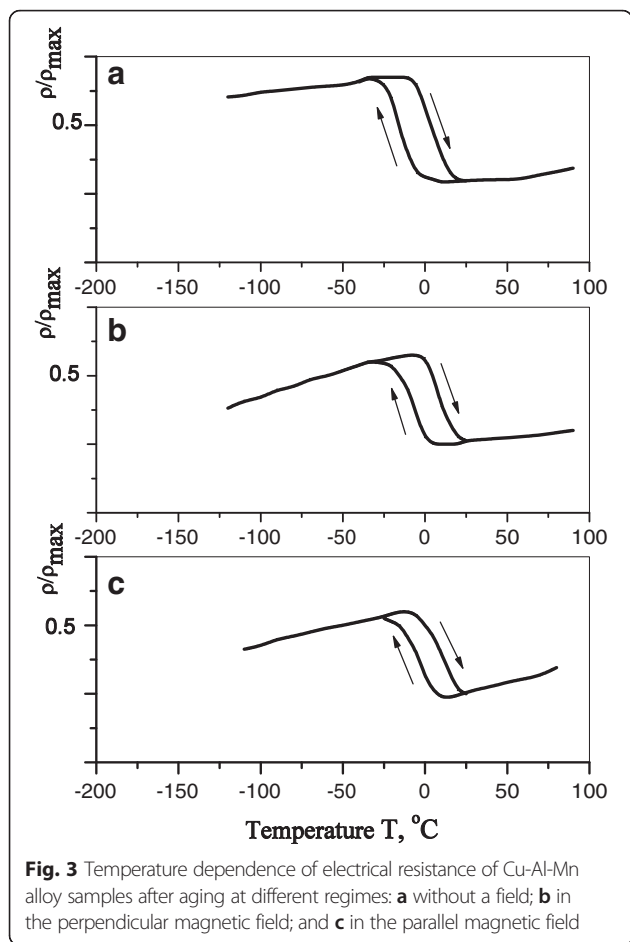 a
ρ/ρmax
0.5
-200 -150 -100 -50 0 50 100
b
ρ/ρmax
0.5
-200 -150 -100 -50 0 50 100
c
ρ/ρmax
0.5
-200 -150 -100 -50 0 50 100
Temperature T, °C
Fig. 3 Temperature dependence of electrical resistance of Cu-Al-Mn
alloy samples after aging at different regimes: a without a field; b in
the perpendicular magnetic field; and c in the parallel magnetic field